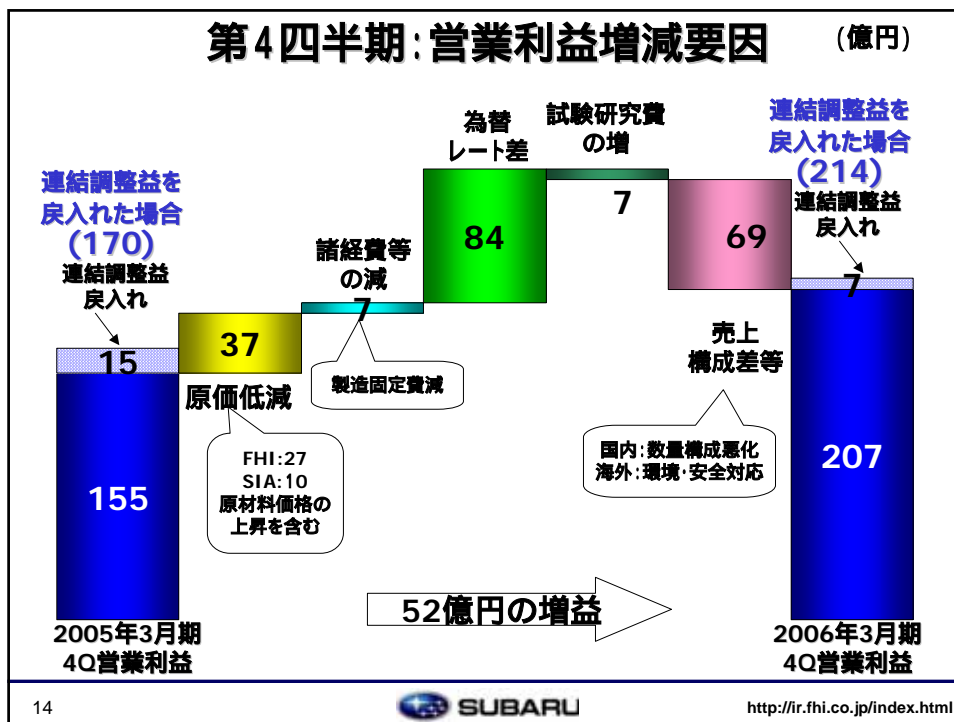 第4四半期:営業利益増減要因
(億円)
連結調整益を
戻入れた場合
(170)
連結調整益
戻入れ
15
155
2005年3月期
4Q営業利益
37
原価低減
FHI:27
SIA:10
原材料価格の
上昇を含む
諸経費等
の減
7
製造固定費減
為替
レート差
84
試験研究費
の増
7
69
売上
構成差等
国内:数量構成悪化
海外:環境・安全対応
連結調整益を
戻入れた場合
(214)
連結調整益
戻入れ
7
207
2006年3月期
4Q営業利益
52億円の増益
14
SUBARU
http://ir.fhi.co.jp/index.html